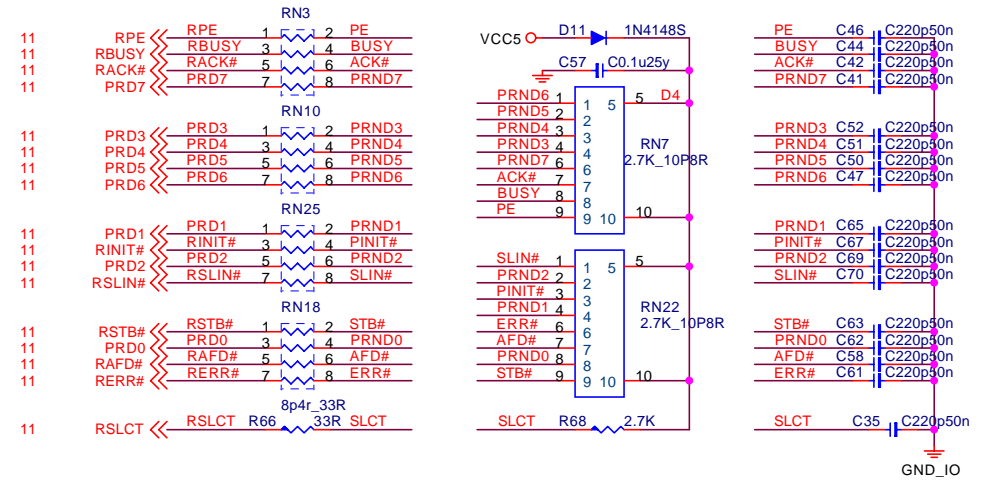 RN3
11 RPE RPE 1 2 PE
11 RBUSY RBUSY 3 4 BUSY
11 RACK# RACK# 5 6 ACK#
11 PRD7 PRD7 7 8 PRND7
RN10
11 PRD3 PRD3 1 2 PRND3
11 PRD4 PRD4 3 4 PRND4
11 PRD5 PRD5 5 6 PRND5
11 PRD6 PRD6 7 8 PRND6
RN25
11 PRD1 PRD1 1 2 PRND1
11 RINIT# RINIT# 3 4 PINIT#
11 PRD2 PRD2 5 6 PRND2
11 RSLIN# RSLIN# 7 8 SLIN#
RN18
11 RSTB# RSTB# 1 2 STB#
11 PRD0 PRD0 3 4 PRND0
11 RAFD# RAFD# 5 6 AFD#
11 RERR# RERR# 7 8 ERR#
8p4r_33R
11 RSLCT RSLCT R66 33R SLCT
VCC5 D11 1N4148S
C57 C0.1u25y
PRND6 1 1 5 5 D4
PRND5 2 2
PRND4 3 3
PRND3 4 4
PRND7 6 6
ACK# 7 7
BUSY 8 8
PE 9 9 10 10
RN7
2.7K_10P8R
SLIN# 1 1 5 5
PRND2 2 2
PINIT# 3 3
PRND1 4 4
ERR# 6 6
AFD# 7 7
PRND0 8 8
STB# 9 9 10 10
RN22
2.7K_10P8R
SLCT R68 2.7K
PE C46 C220p50n
BUSY C44 C220p50n
ACK# C42 C220p50n
PRND7 C41 C220p50n
PRND3 C52 C220p50n
PRND4 C51 C220p50n
PRND5 C50 C220p50n
PRND6 C47 C220p50n
PRND1 C65 C220p50n
PINIT# C67 C220p50n
PRND2 C69 C220p50n
SLIN# C70 C220p50n
STB# C63 C220p50n
PRND0 C62 C220p50n
AFD# C58 C220p50n
ERR# C61 C220p50n
SLCT C35 C220p50n
GND_IO